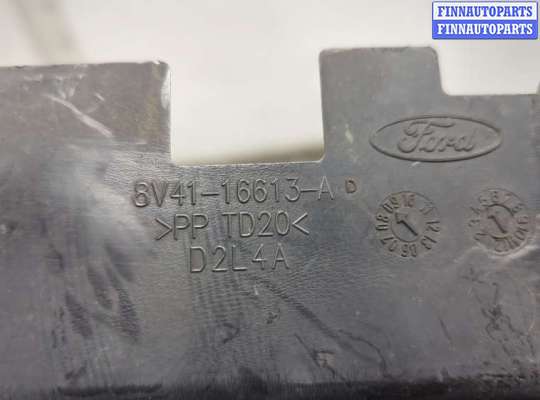 FINNAUTOPARTS
FINNAUTOPARTS
Ford
8V41-16613-A D
>PP TD20<
D2L4A